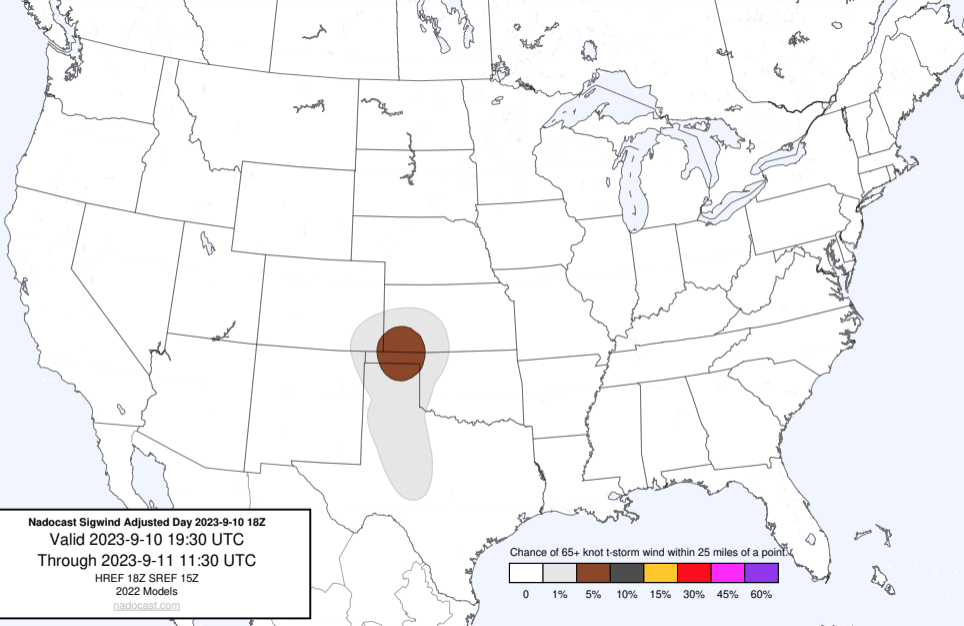 Nadocast Sigwind Adjusted Day 2023-9-10 18Z
Valid 2023-9-10 19:30 UTC
Through 2023-9-11 11:30 UTC
HREF 18Z SREF 15Z
2022 Models
nadocast.com
Chance of 65+ knot t-storm wind within 25 miles of a point.
0 1% 5% 10% 15% 30% 45% 60%